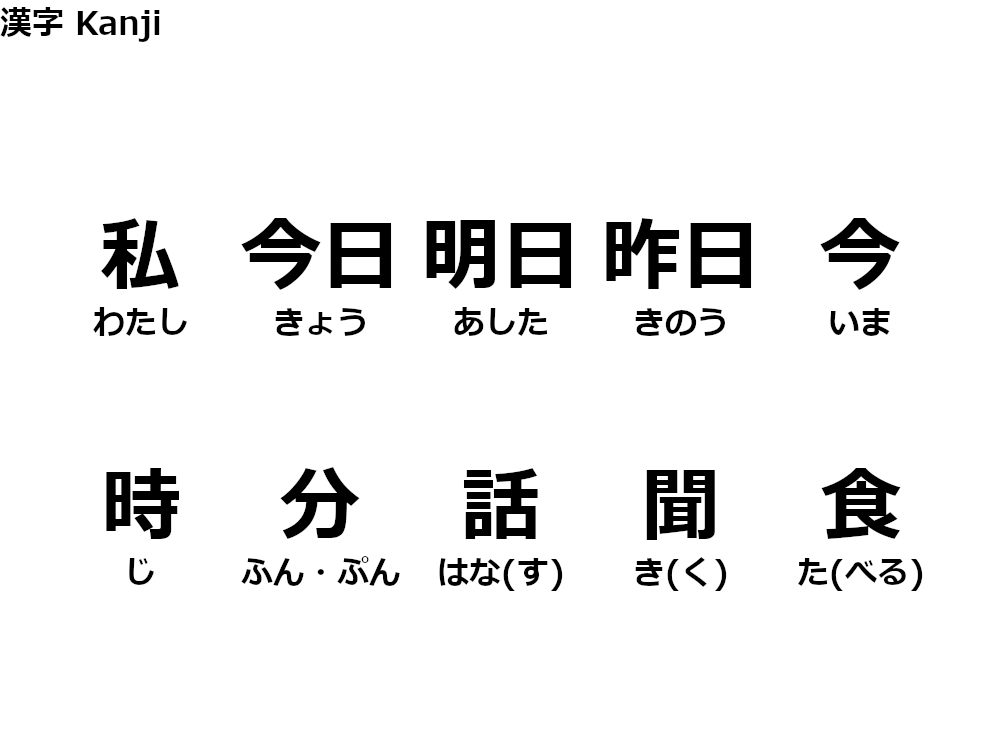 漢字 Kanji
私 今日 明日 昨日 今
わたし きょう あした きのう いま
時 分 話 聞 食
じ ふん・ぷん はな(す) き(く) た(べる)